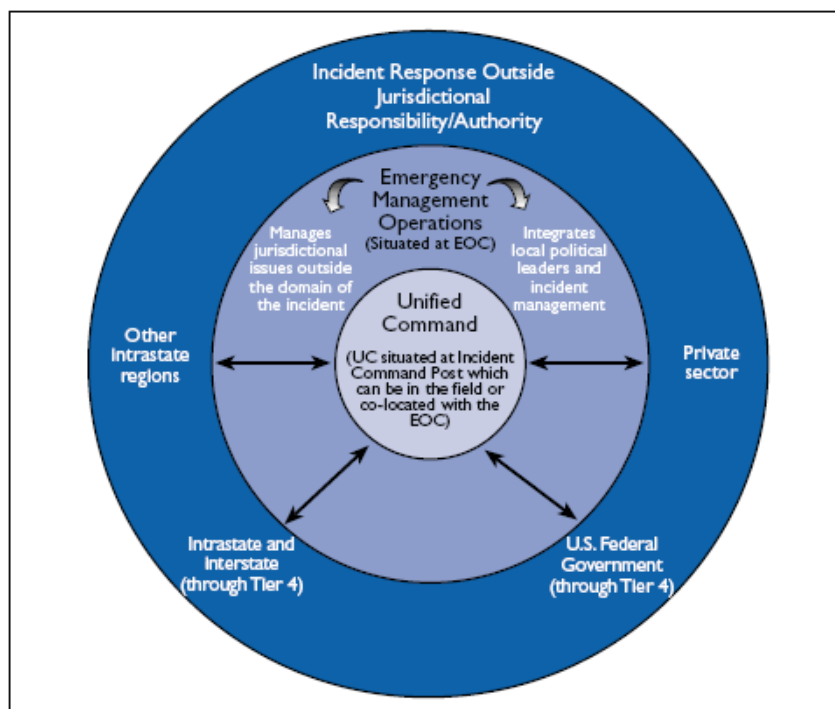 Incident Response Outside
Jurisdictional
Responsibility/Authority
Emergency
Management
Operations
(Situated at EOC)
Manages
jurisdictional
issues outside
the domain of
the incident
Integrates
local political
leaders and
incident
management
Unified
Command
(UC situated at Incident
Command Post which
can be in the field or
co-located with the
EOC)
Other
intrastate
regions
Private
sector
Intrastate and
Interstate
(through Tier 4)
U.S. Federal
Government
(through Tier 4)